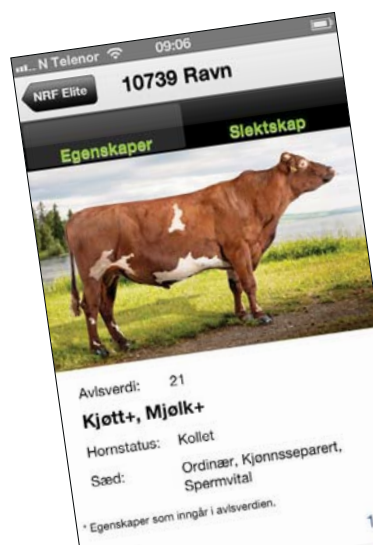 N Telenor 09:06
NRF Elite 10739 Ravn
Egenskaper Slektskap
Avlsverdi: 21
Kjøtt+, Mjølk+
Hornstatus: Kollet
Sæd: Ordinær, Kjønnsseparert,
Spermvital
* Egenskaper som inngår i avlsverdien.
1